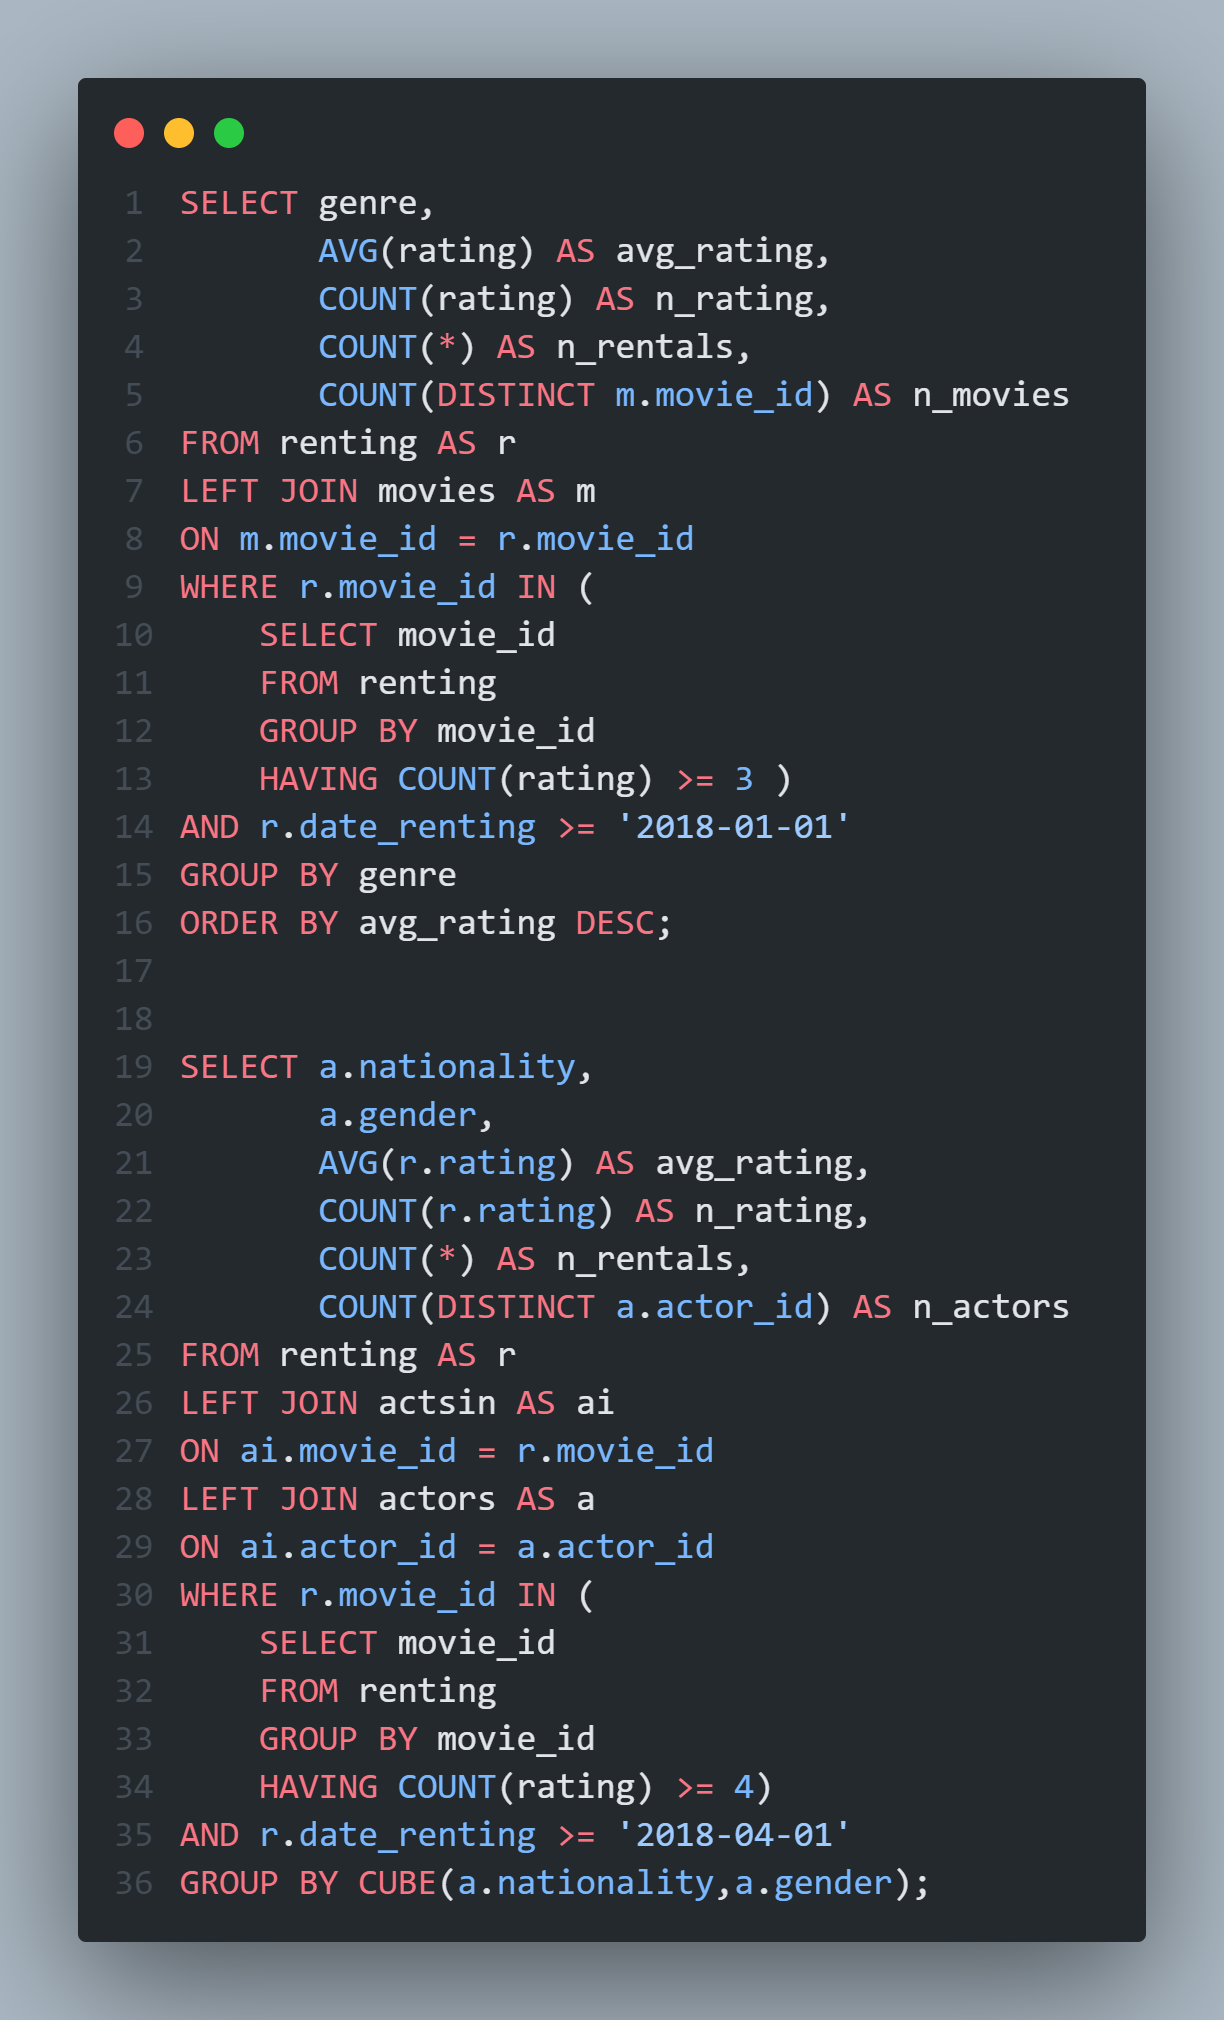 1 SELECT genre,
2 AVG(rating) AS avg_rating,
3 COUNT(rating) AS n_rating,
4 COUNT(*) AS n_rentals,
5 COUNT(DISTINCT m.movie_id) AS n_movies
6 FROM renting AS r
7 LEFT JOIN movies AS m
8 ON m.movie_id = r.movie_id
9 WHERE r.movie_id IN (
10 SELECT movie_id
11 FROM renting
12 GROUP BY movie_id
13 HAVING COUNT(rating) >= 3 )
14 AND r.date_renting >= '2018-01-01'
15 GROUP BY genre
16 ORDER BY avg_rating DESC;
17
18
19 SELECT a.nationality,
20 a.gender,
21 AVG(r.rating) AS avg_rating,
22 COUNT(r.rating) AS n_rating,
23 COUNT(*) AS n_rentals,
24 COUNT(DISTINCT a.actor_id) AS n_actors
25 FROM renting AS r
26 LEFT JOIN actsin AS ai
27 ON ai.movie_id = r.movie_id
28 LEFT JOIN actors AS a
29 ON ai.actor_id = a.actor_id
30 WHERE r.movie_id IN (
31 SELECT movie_id
32 FROM renting
33 GROUP BY movie_id
34 HAVING COUNT(rating) >= 4)
35 AND r.date_renting >= '2018-04-01'
36 GROUP BY CUBE(a.nationality,a.gender);